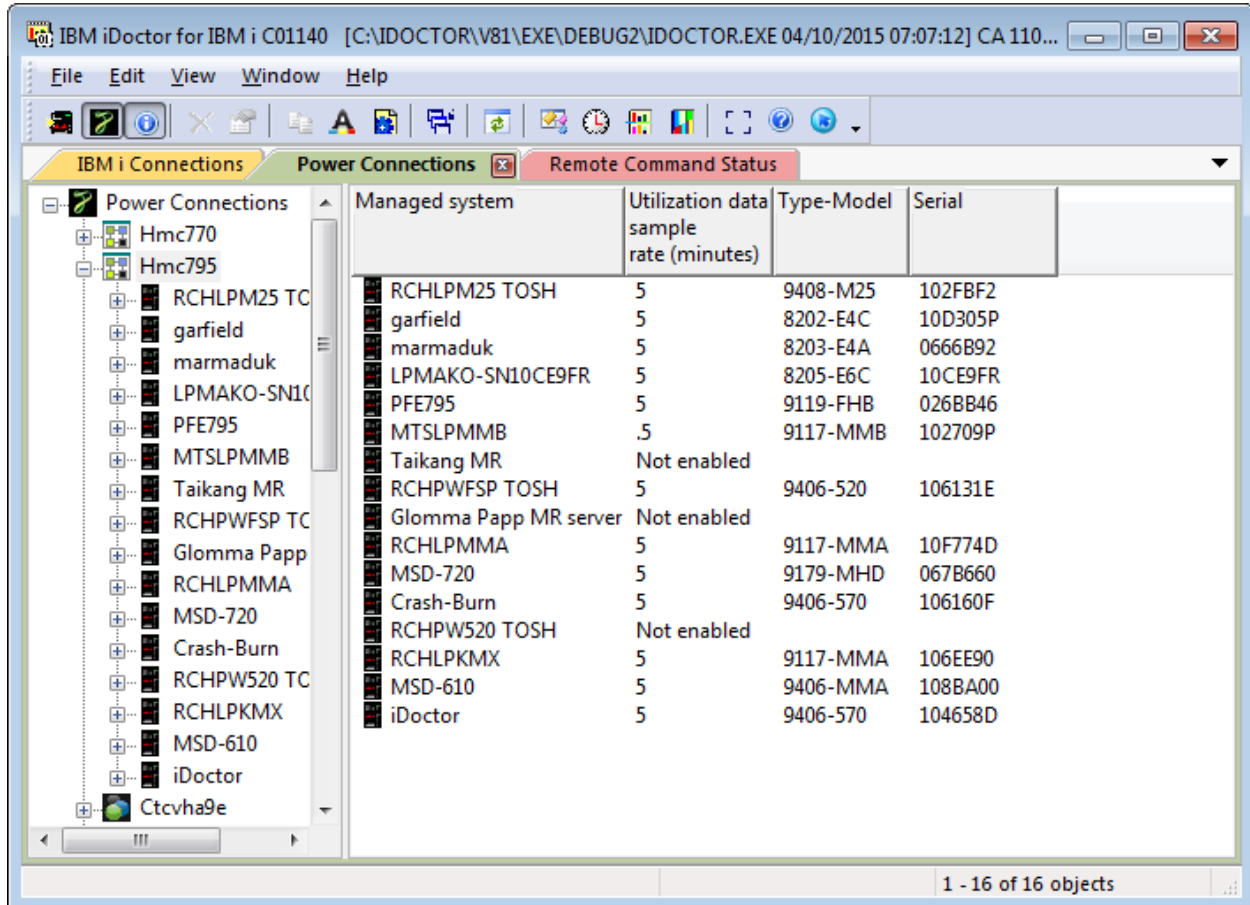 IBM iDoctor for IBM i C01140 [C:\IDOCTOR\V81\EXE\DEBUG2\IDOCTOR.EXE 04/10/2015 07:07:12] CA 110...
File Edit View Window Help
IBM i Connections Power Connections Remote Command Status
Power Connections
Hmc770
Hmc795
RCHLPM25 TO
garfield
marmaduk
LPMAKO-SN10
PFE795
MTSLPMMB
Taikang MR
RCHPWFSP TO
Glomma Papp
RCHLPMMA
MSD-720
Crash-Burn
RCHPW520 TO
RCHLPKMX
MSD-610
iDoctor
Ctcvha9e
Managed system Utilization data sample rate (minutes) Type-Model Serial
RCHLPM25 TOSH 5 9408-M25 102FBF2
garfield 5 8202-E4C 10D305P
marmaduk 5 8203-E4A 0666B92
LPMAKO-SN10CE9FR 5 8205-E6C 10CE9FR
PFE795 5 9119-FHB 026BB46
MTSLPMMB .5 9117-MMB 102709P
Taikang MR Not enabled
RCHPWFSP TOSH 5 9406-520 106131E
Glomma Papp MR server Not enabled
RCHLPMMA 5 9117-MMA 10F774D
MSD-720 5 9179-MHD 067B660
Crash-Burn 5 9406-570 106160F
RCHPW520 TOSH Not enabled
RCHLPKMX 5 9117-MMA 106EE90
MSD-610 5 9406-MMA 108BA00
iDoctor 5 9406-570 104658D
1 - 16 of 16 objects